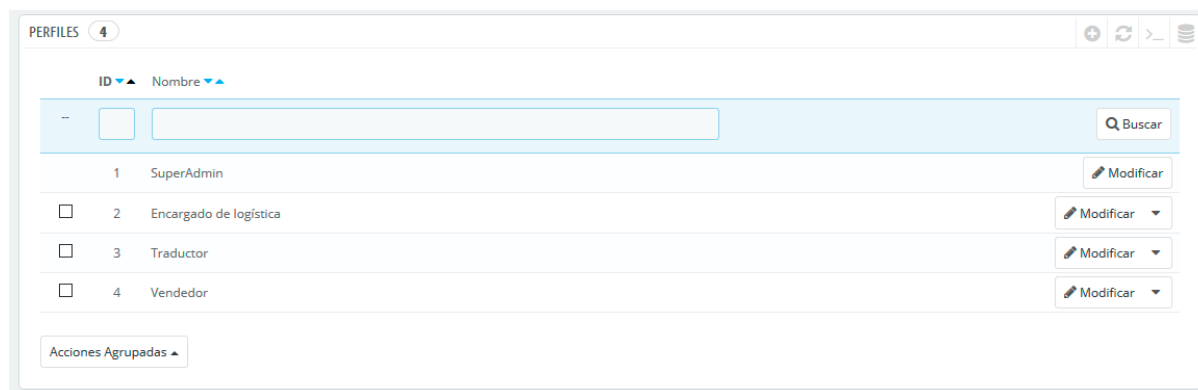 PERFILES 4
ID Nombre
-- Buscar
1 SuperAdmin Modificar
2 Encargado de logística Modificar
3 Traductor Modificar
4 Vendedor Modificar
Acciones Agrupadas